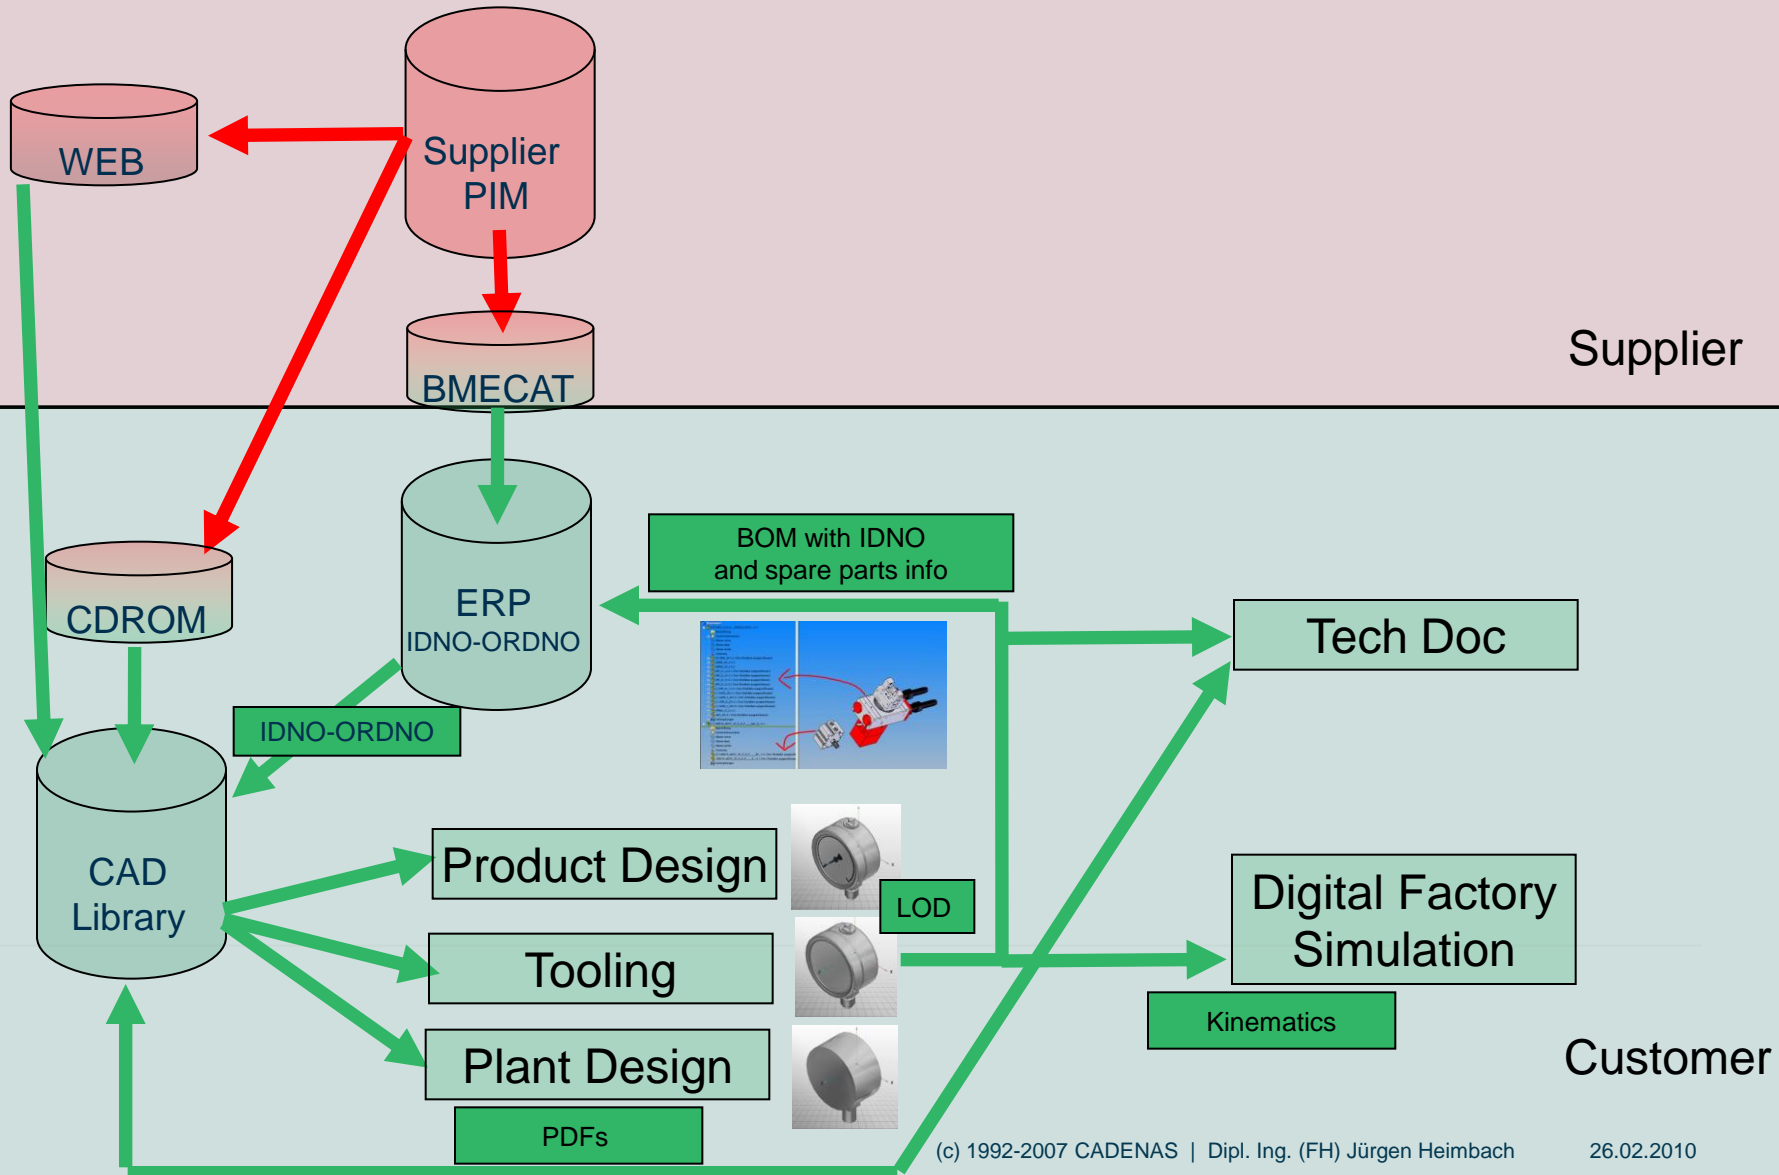 WEB
Supplier
PIM
Supplier
BMECAT
BOM with IDNO
and spare parts info
ERP
IDNO-ORDNO
CDROM
Tech Doc
IDNO-ORDNO
CAD
Library
Product Design
LOD
Digital Factory
Simulation
Tooling
Kinematics
Plant Design
Customer
PDFs
(c) 1992-2007 CADENAS | Dipl. Ing. (FH) Jürgen Heimbach 26.02.2010